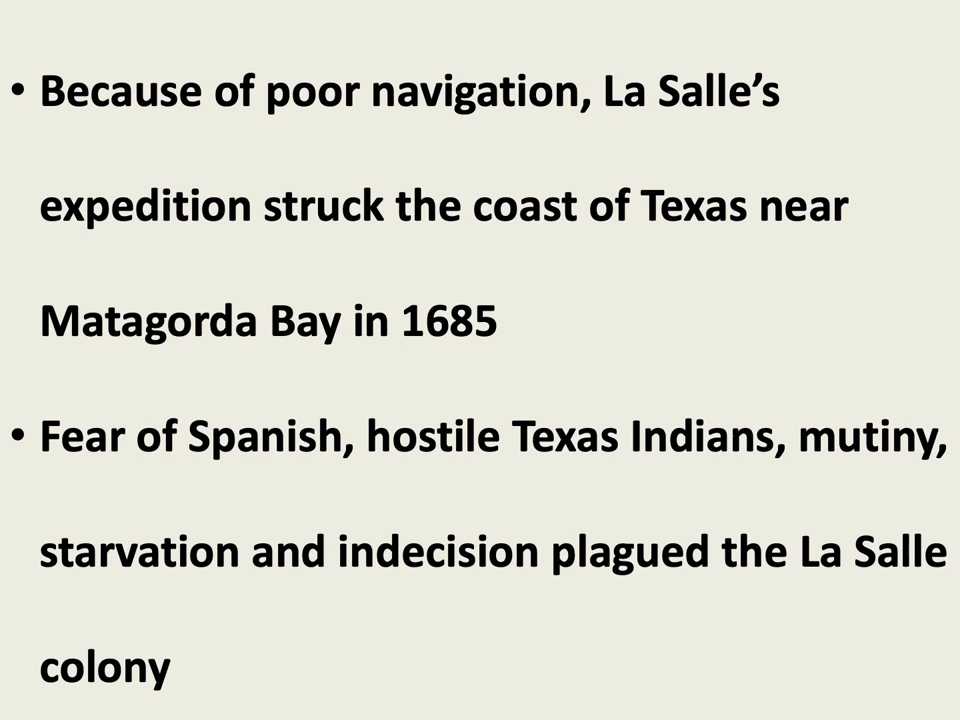 • Because of poor navigation, La Salle’s
expedition struck the coast of Texas near
Matagorda Bay in 1685
• Fear of Spanish, hostile Texas Indians, mutiny,
starvation and indecision plagued the La Salle
colony